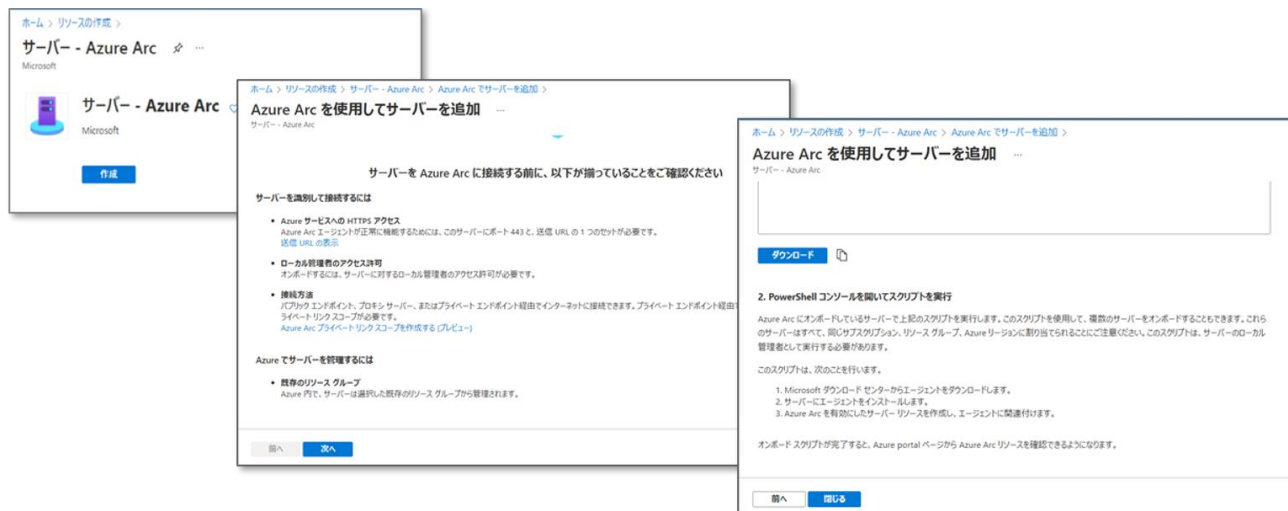 ホーム > リソースの作成 >
サーバー - Azure Arc
Microsoft
サーバー - Azure Arc
Microsoft
作成
ホーム > リソースの作成 > サーバー - Azure Arc > Azure Arc でサーバーを追加 >
Azure Arc を使用してサーバーを追加 ...
サーバー - Azure Arc
サーバーを Azure Arc に接続する前に、以下が揃っていることをご確認ください
サーバーを識別して接続するには
• Azure サービスへの HTTPS アクセス
Azure Arc エージェントが正常に機能するためには、このサーバーにポート 443 と、送信 URL の 1 つのセットが必要です。
送信 URL の表示
• ローカル管理者のアクセス許可
オンボードするには、サーバーに対するローカル管理者のアクセス許可が必要です。
• 接続方法
パブリック エンドポイント、プロキシ サーバー、またはプライベート エンドポイント経由でインターネットに接続できます。プライベート エンドポイント経由で
ライベート リンク スコープが必要です。
Azure Arc プライベート リンク スコープを作成する (プレビュー)
Azure でサーバーを管理するには
• 既存のリソース グループ
Azure 内で、サーバーは選択した既存のリソース グループから管理されます。
前へ 次へ
ホーム > リソースの作成 > サーバー - Azure Arc > Azure Arc でサーバーを追加 >
Azure Arc を使用してサーバーを追加 ...
サーバー - Azure Arc
ダウンロード
2. PowerShell コンソールを開いてスクリプトを実行
Azure Arc にオンボードしているサーバーで上記のスクリプトを実行します。このスクリプトを使用して、複数のサーバーをオンボードすることもできます。これら
のサーバーはすべて、同じサブスクリプション、リソース グループ、Azure リージョンに割り当てられることにご注意ください。このスクリプトは、サーバーのローカル
管理者として実行する必要があります。
このスクリプトは、次のことを行います。
1. Microsoft ダウンロード センターからエージェントをダウンロードします。
2. サーバーにエージェントをインストールします。
3. Azure Arc を有効にしたサーバー リソースを作成し、エージェントに関連付けます。
オンボード スクリプトが完了すると、Azure portal ページから Azure Arc リソースを確認できるようになります。
前へ 閉じる